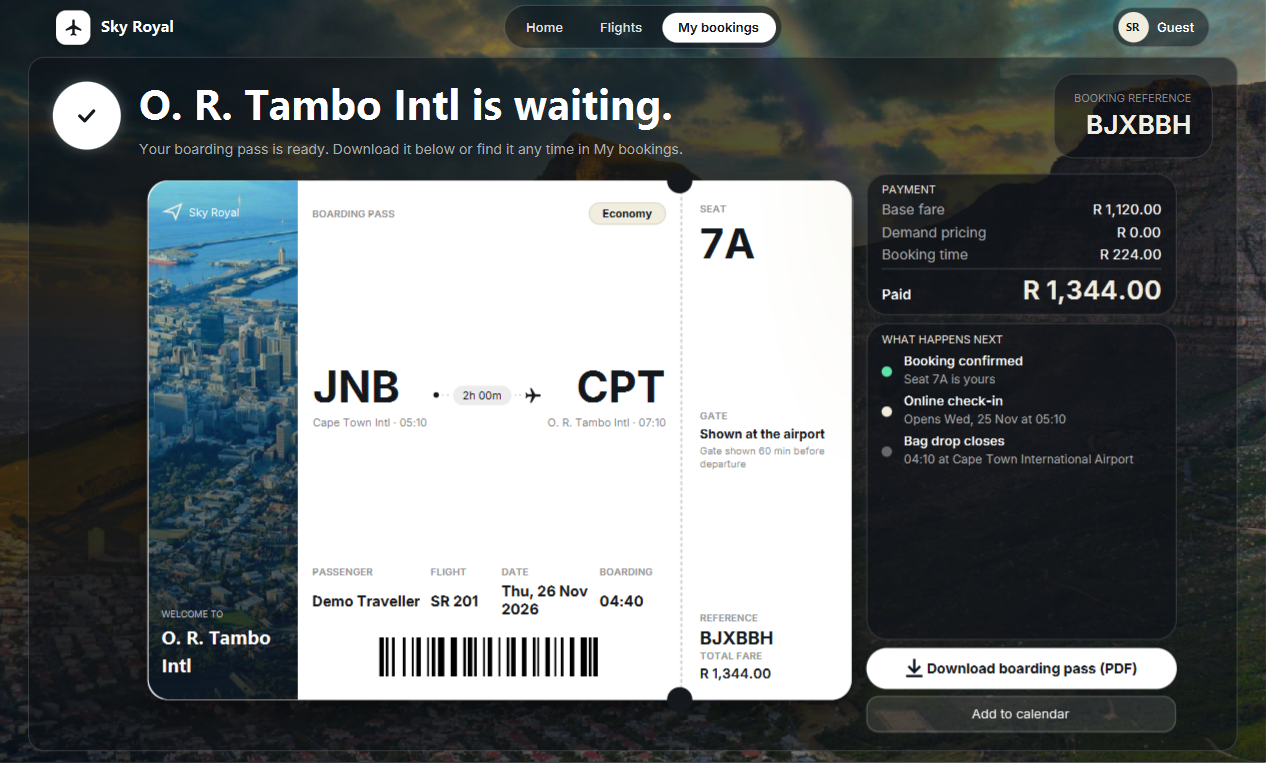 Sky Royal
Home
Flights
My bookings
SR
Guest
O. R. Tambo Intl is waiting.
Your boarding pass is ready. Download it below or find it any time in My bookings.
BOOKING REFERENCE
BJXBBH
Sky Royal
WELCOME TO
O. R. Tambo
Intl
BOARDING PASS
Economy
JNB
2h 00m
CPT
Cape Town Intl · 05:10
O. R. Tambo Intl · 07:10
PASSENGER
Demo Traveller
FLIGHT
SR 201
DATE
Thu, 26 Nov
2026
BOARDING
04:40
SEAT
7A
GATE
Shown at the airport
Gate shown 60 min before
departure
REFERENCE
BJXBBH
TOTAL FARE
R 1,344.00
PAYMENT
Base fare R 1,120.00
Demand pricing R 0.00
Booking time R 224.00
Paid R 1,344.00
WHAT HAPPENS NEXT
Booking confirmed
Seat 7A is yours
Online check-in
Opens Wed, 25 Nov at 05:10
Bag drop closes
04:10 at Cape Town International Airport
Download boarding pass (PDF)
Add to calendar